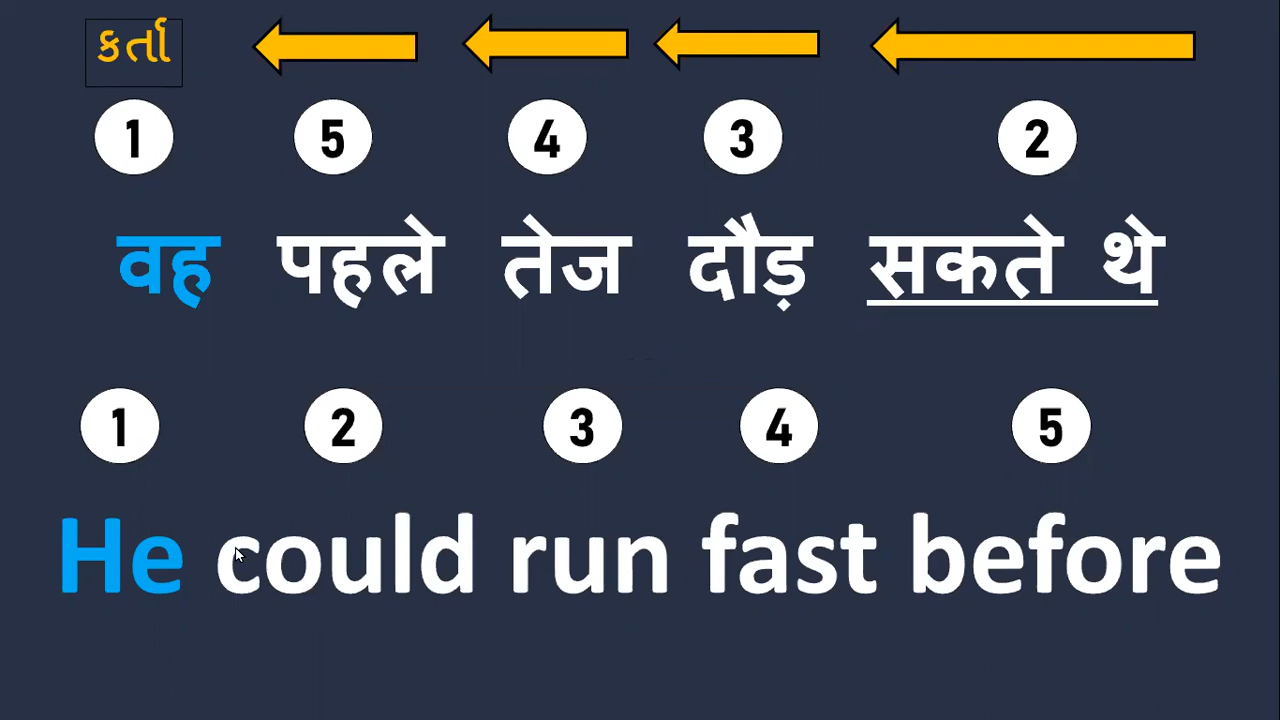 કર્તા
1 5 4 3 2
वह पहले तेज दौड़ सकते थे
1 2 3 4 5
He could run fast before